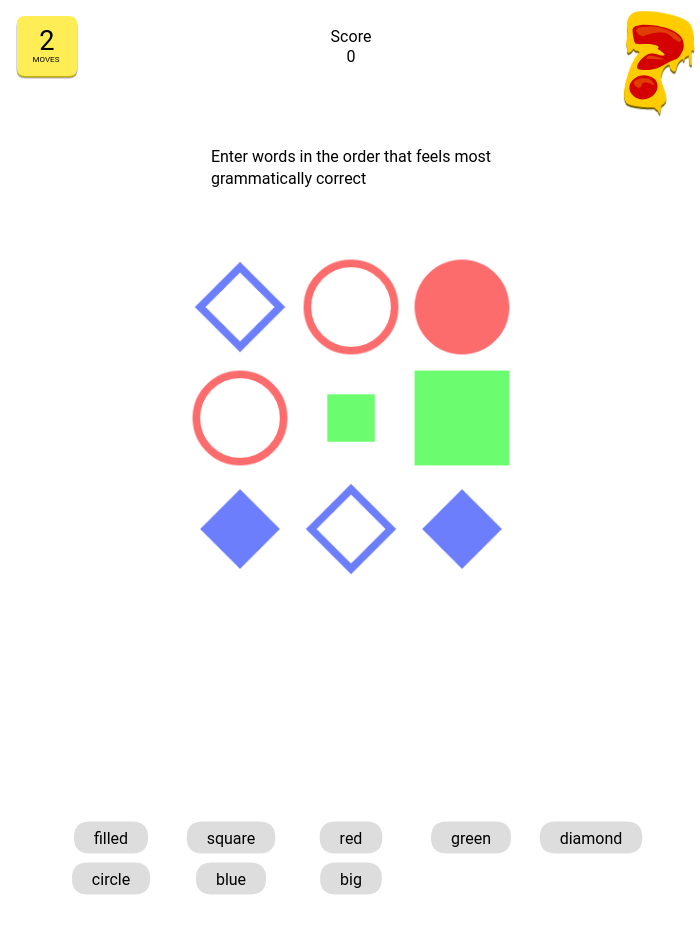 2
MOVES
Score
0
Enter words in the order that feels most
grammatically correct
filled square red green diamond
circle blue big